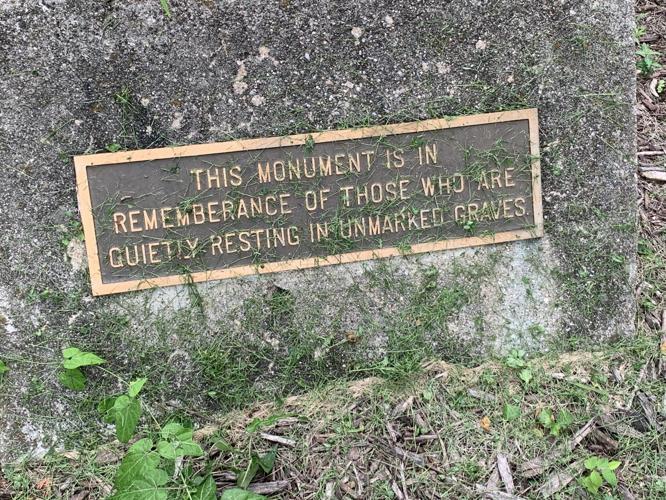 THIS MONUMENT IS IN
REMEMBERANCE OF THOSE WHO ARE
QUIETLY RESTING IN UNMARKED GRAVES.